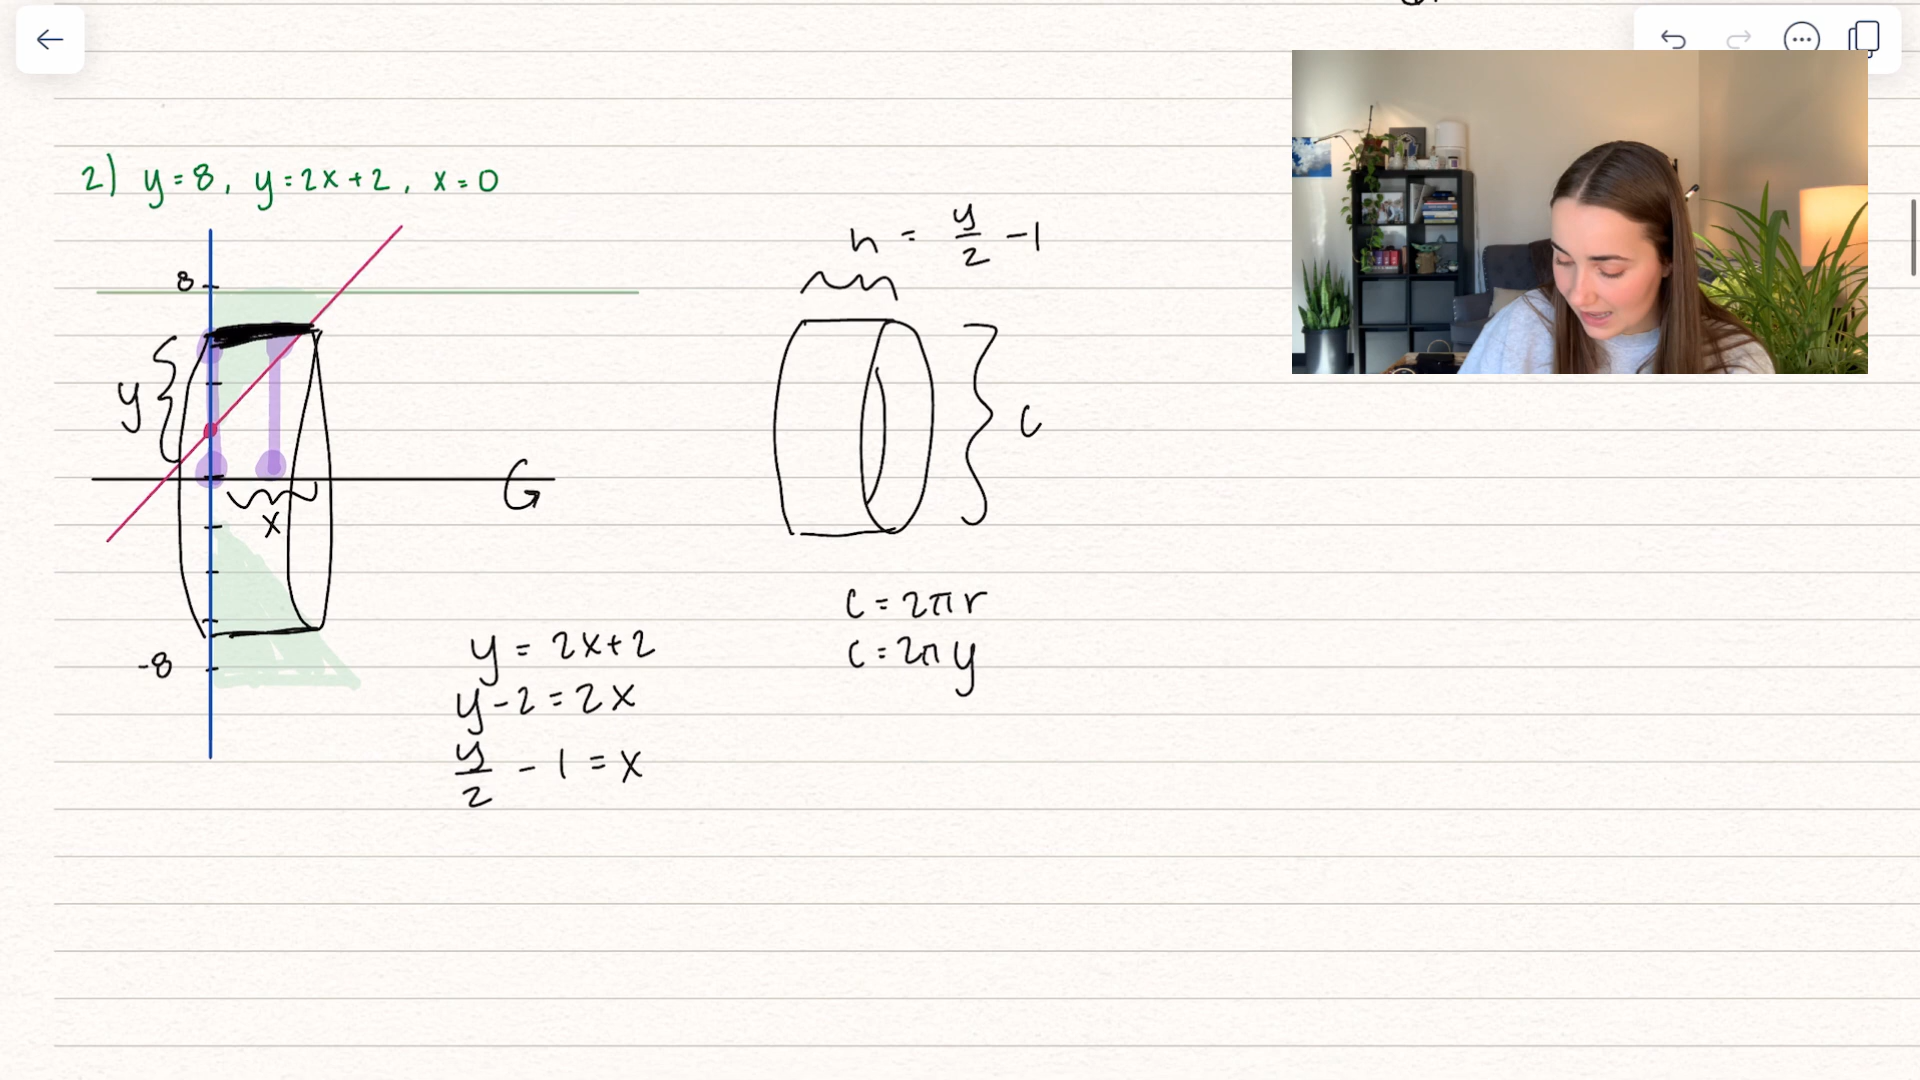 2) y=8, y=2x+2, x=0
8
y
x
-8
y = 2x+2
y-2=2x
y/2 - 1 = x
h = y/2 - 1
C
C = 2πr
C = 2πy